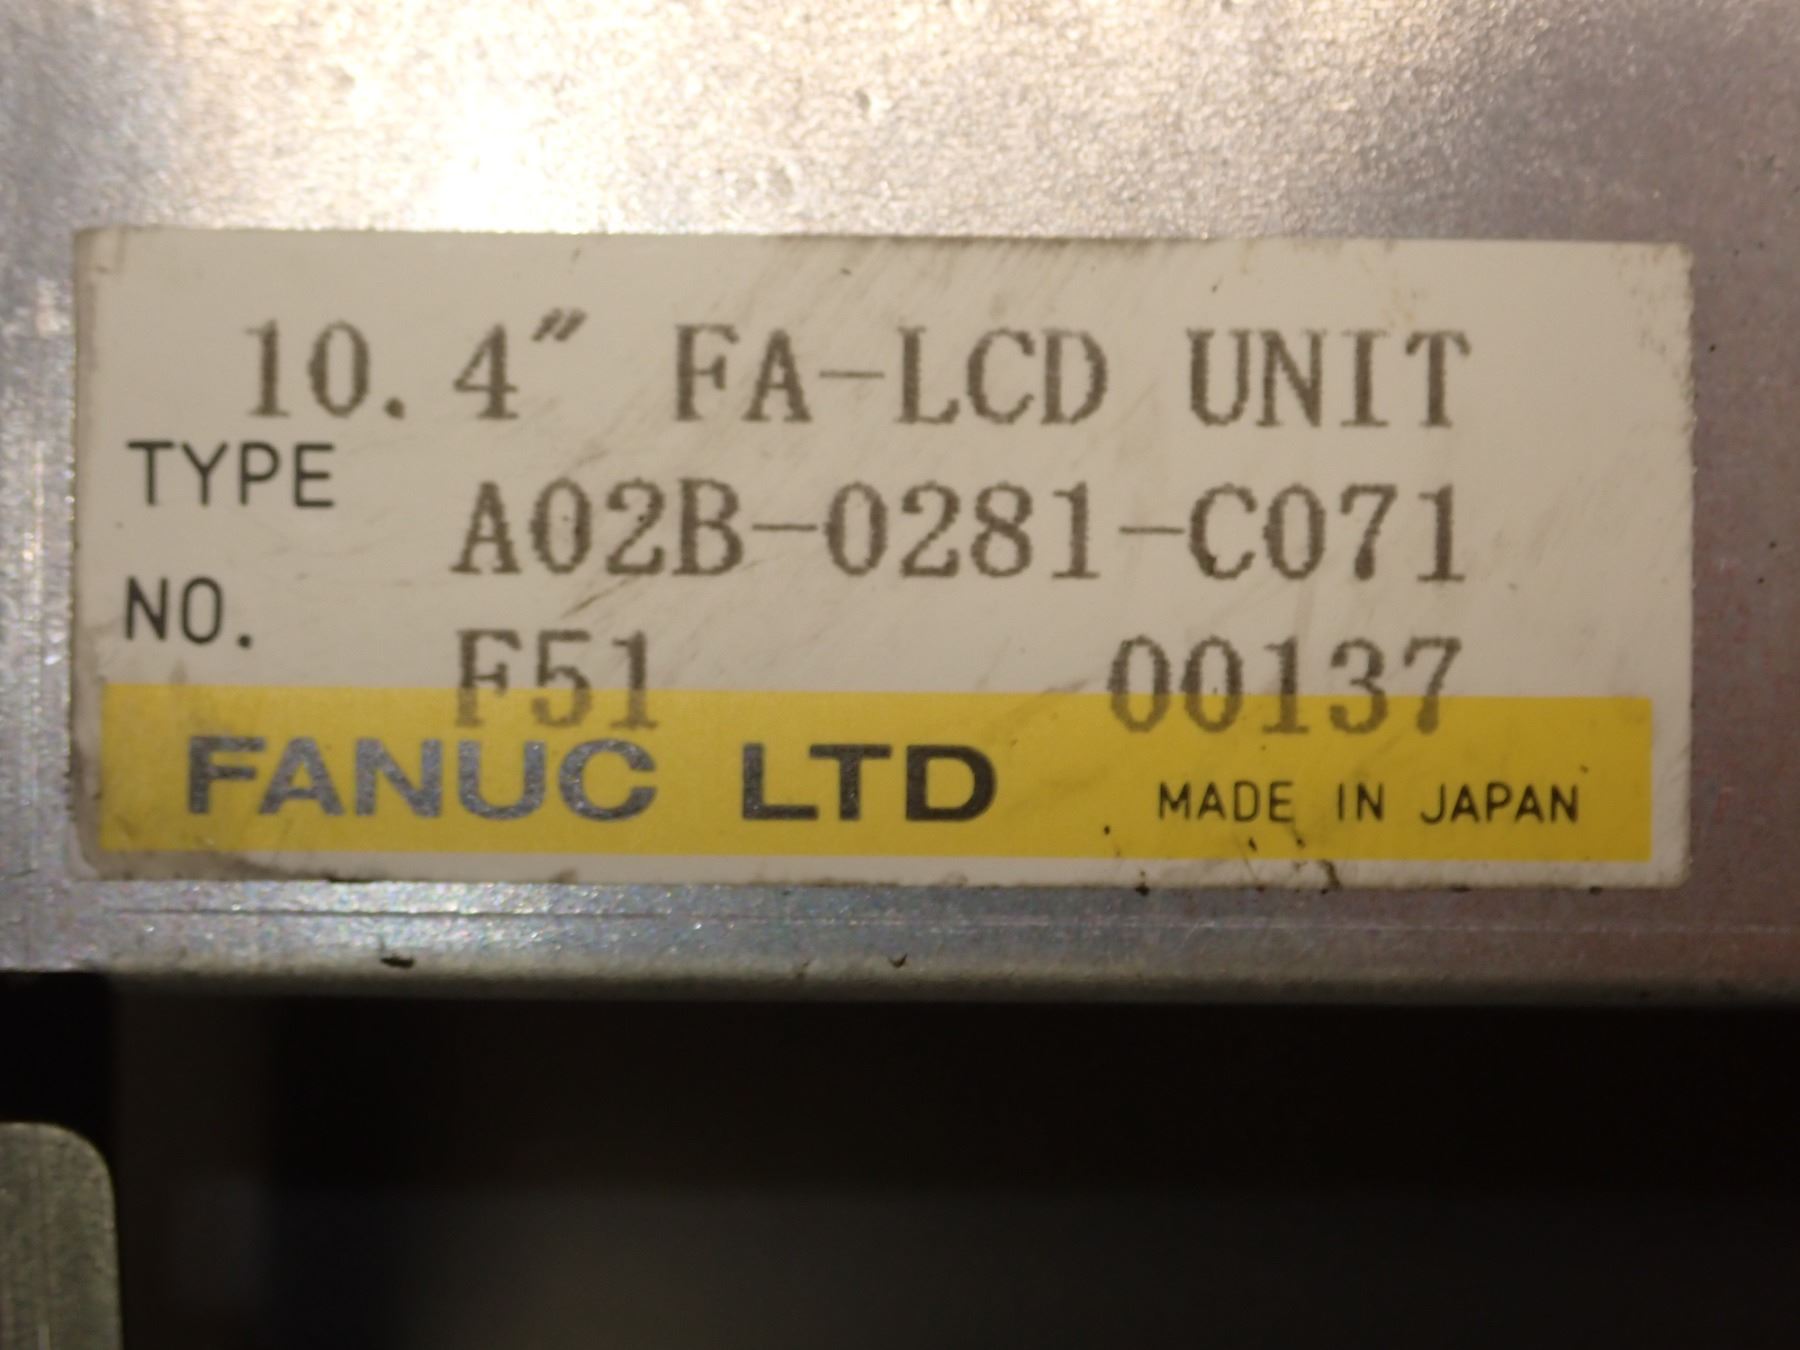 10.4" FA-LCD UNIT
TYPE A02B-0281-C071
NO. F51 00137
FANUC LTD MADE IN JAPAN